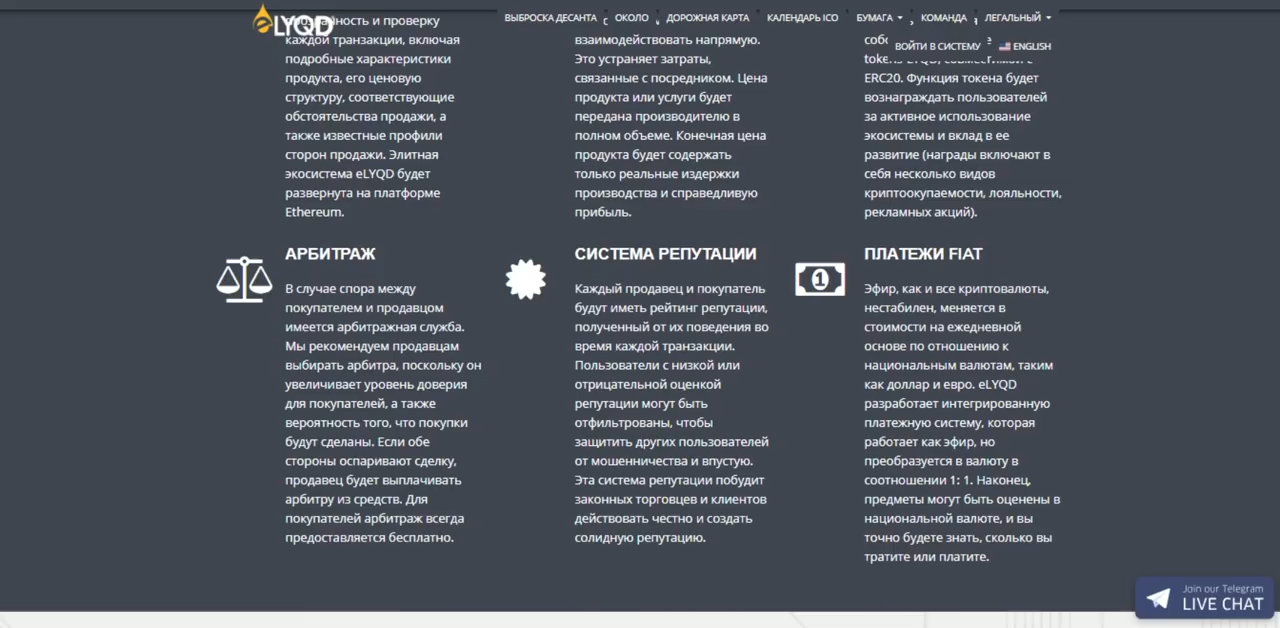 eLYQD
ВЫБРОСКА ДЕСАНТА
ОКОЛО
ДОРОЖНАЯ КАРТА
КАЛЕНДАРЬ ICO
БУМАГА
КОМАНДА
ЛЕГАЛЬНЫЙ
ВОЙТИ В СИСТЕМУ
ENGLISH
и проверку
каждой транзакции, включая
подробные характеристики
продукта, его ценовую
структуру, соответствующие
обстоятельства продажи, а
также известные профили
сторон продажи. Элитная
экосистема eLYQD будет
развернута на платформе
Ethereum.
взаимодействовать напрямую.
Это устраняет затраты,
связанные с посредником. Цена
продукта или услуги будет
передана производителю в
полном объеме. Конечная цена
продукта будет содержать
только реальные издержки
производства и справедливую
прибыль.
ERC20. Функция токена будет
вознаграждать пользователей
за активное использование
экосистемы и вклад в ее
развитие (награды включают в
себя несколько видов
криптоокупаемости, лояльности,
рекламных акций).
АРБИТРАЖ
В случае спора между
покупателем и продавцом
имеется арбитражная служба.
Мы рекомендуем продавцам
выбирать арбитра, поскольку он
увеличивает уровень доверия
для покупателей, а также
вероятность того, что покупки
будут сделаны. Если обе
стороны оспаривают сделку,
продавец будет выплачивать
арбитру из средств. Для
покупателей арбитраж всегда
предоставляется бесплатно.
СИСТЕМА РЕПУТАЦИИ
Каждый продавец и покупатель
будут иметь рейтинг репутации,
полученный от их поведения во
время каждой транзакции.
Пользователи с низкой или
отрицательной оценкой
репутации могут быть
отфильтрованы, чтобы
защитить других пользователей
от мошенничества и впустую.
Эта система репутации побудит
законных торговцев и клиентов
действовать честно и создать
солидную репутацию.
1
ПЛАТЕЖИ FIAT
Эфир, как и все криптовалюты,
нестабилен, меняется в
стоимости на ежедневной
основе по отношению к
национальным валютам, таким
как доллар и евро. eLYQD
разработает интегрированную
платежную систему, которая
работает как эфир, но
преобразуется в валюту в
соотношении 1: 1. Наконец,
предметы могут быть оценены в
национальной валюте, и вы
точно будете знать, сколько вы
тратите или платите.
Join our Telegram
LIVE CHAT